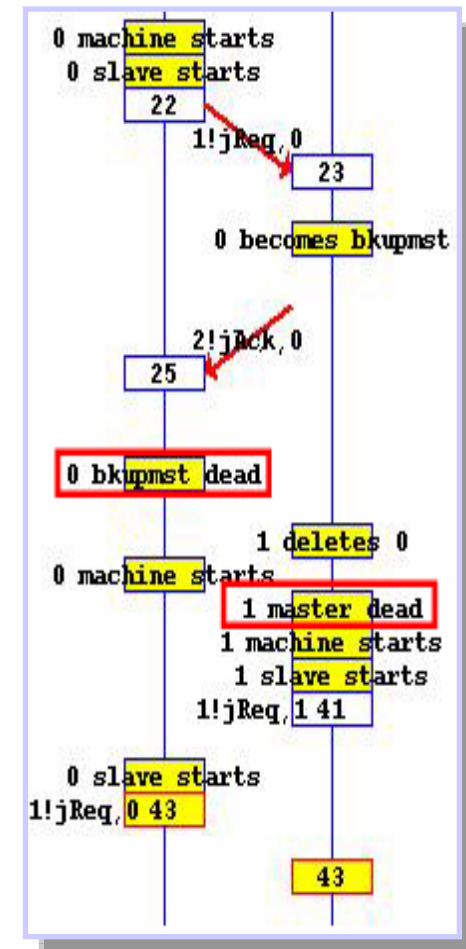 0 machine starts
0 slave starts
22
1!jReq,0
23
0 becomes bkupmst
2!jAck,0
25
0 bkupmst dead
1 deletes 0
0 machine starts
1 master dead
1 machine starts
1 slave starts
1!jReq,1 41
0 slave starts
1!jReq,0 43
43